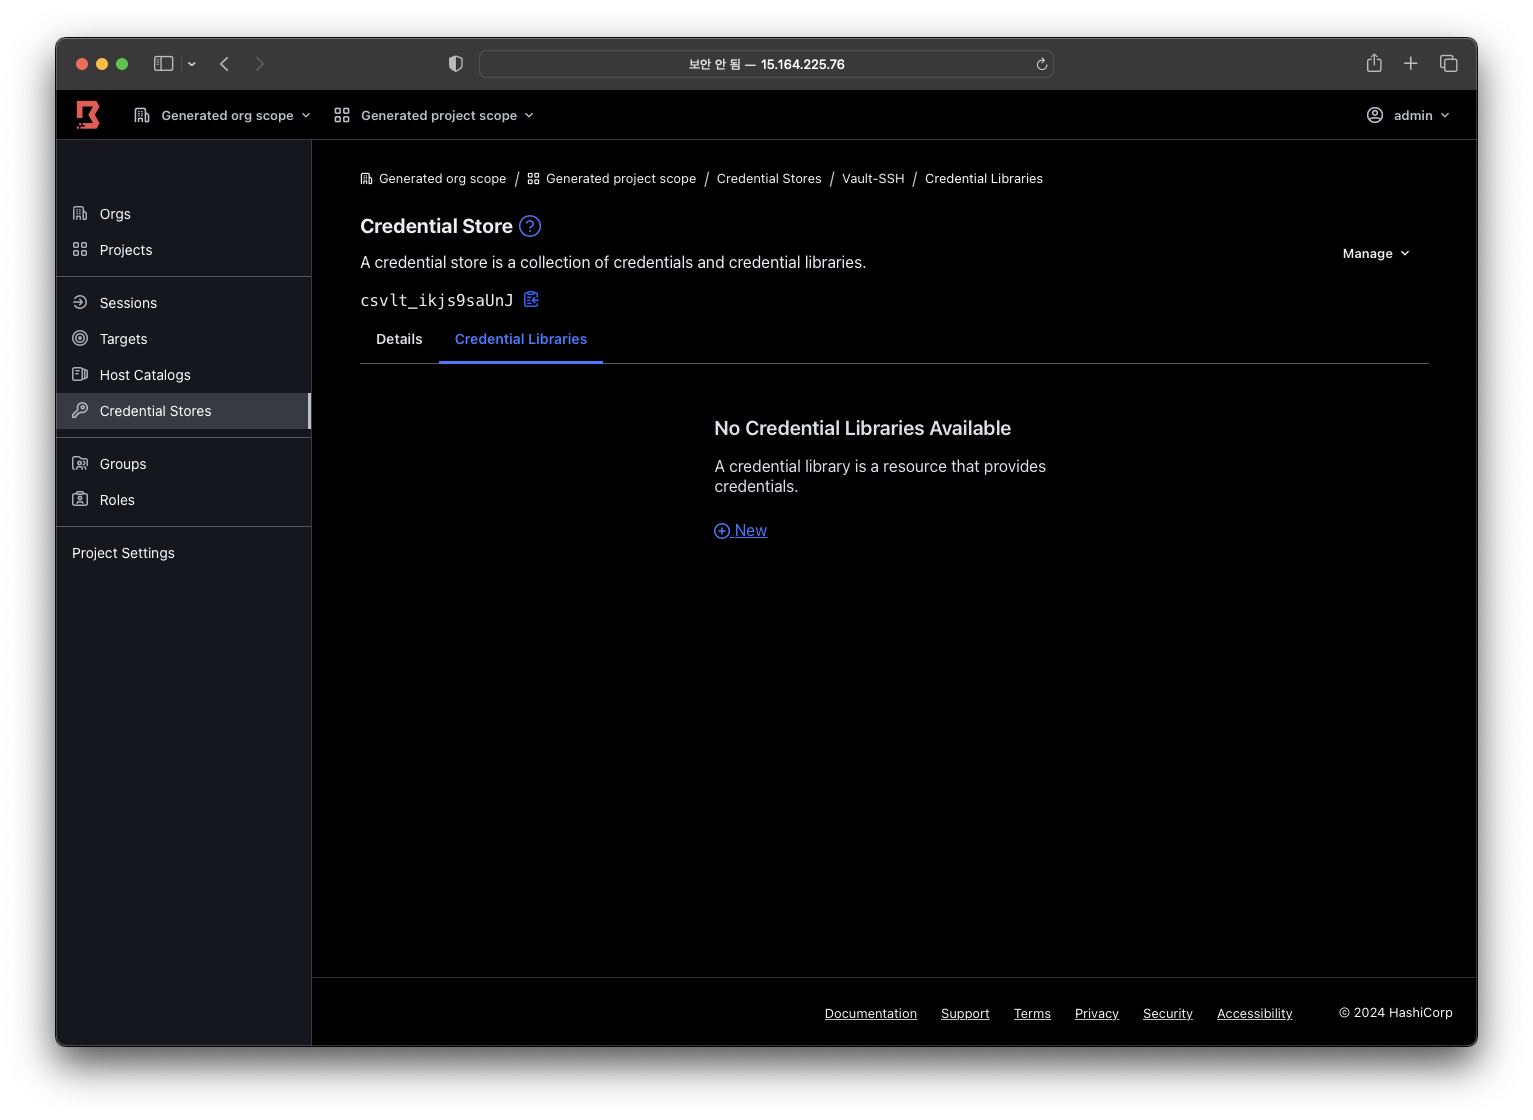 보안 안 됨 — 15.164.225.76
Generated org scope
Generated project scope
admin
Orgs
Projects
Sessions
Targets
Host Catalogs
Credential Stores
Groups
Roles
Project Settings
Generated org scope / Generated project scope / Credential Stores / Vault-SSH / Credential Libraries
Credential Store ?
A credential store is a collection of credentials and credential libraries.
Manage
csvlt_ikjs9saUnJ
Details
Credential Libraries
No Credential Libraries Available
A credential library is a resource that provides
credentials.
New
Documentation Support Terms Privacy Security Accessibility © 2024 HashiCorp